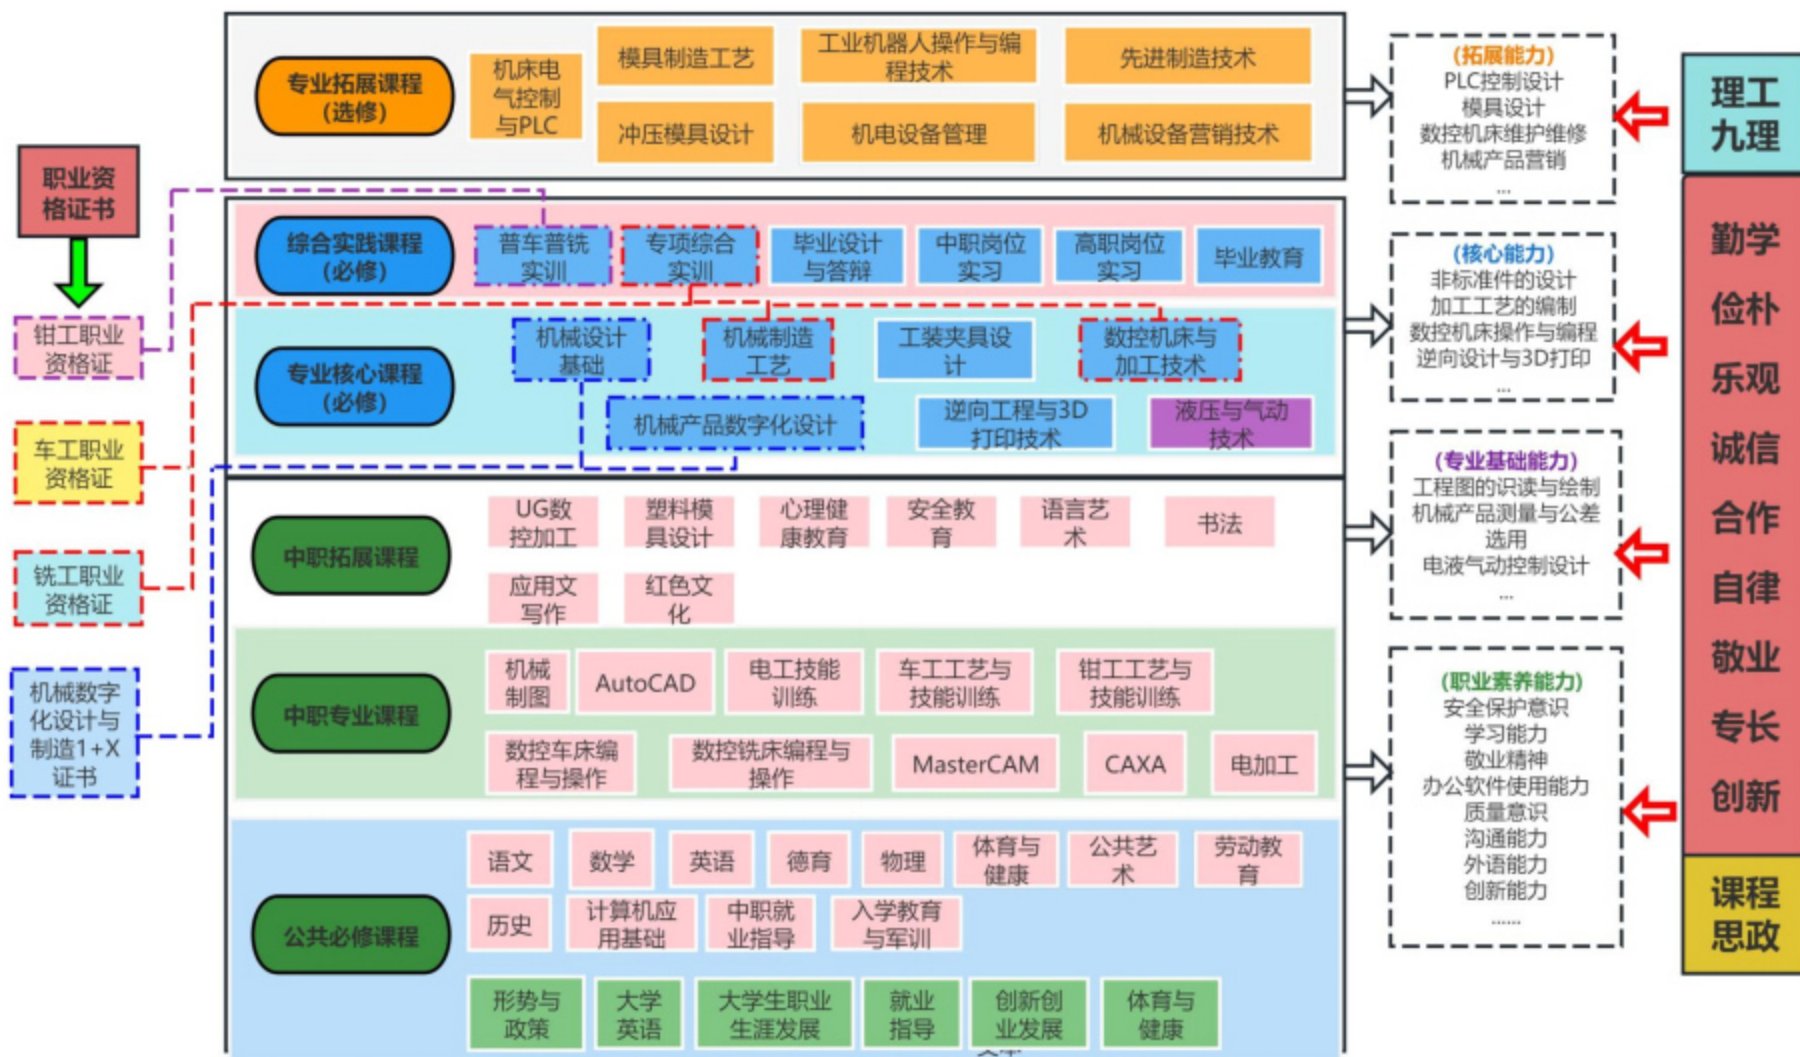 职业资
格证书
钳工职业
资格证
车工职业
资格证
铣工职业
资格证
机械数字
化设计与
制造1+X
证书
专业拓展课程
(选修)
机床电
气控制
与PLC
模具制造工艺
工业机器人操作与编
程技术
先进制造技术
冲压模具设计
机电设备管理
机械设备营销技术
综合实践课程
(必修)
普车普铣
实训
专项综合
实训
毕业设计
与答辩
中职岗位
实习
高职岗位
实习
毕业教育
专业核心课程
(必修)
机械设计
基础
机械制造
工艺
工装夹具设
计
数控机床与
加工技术
机械产品数字化设计
逆向工程与3D
打印技术
液压与气动
技术
中职拓展课程
UG数
控加工
塑料模
具设计
心理健
康教育
安全教
育
语言艺
术
书法
应用文
写作
红色文
化
中职专业课程
机械
制图
AutoCAD
电工技能
训练
车工工艺与
技能训练
钳工工艺与
技能训练
数控车床编
程与操作
数控铣床编程与
操作
MasterCAM
CAXA
电加工
公共必修课程
语文
数学
英语
德育
物理
体育与
健康
公共艺
术
劳动教
育
历史
计算机应
用基础
中职就
业指导
入学教育
与军训
形势与
政策
大学
英语
大学生职业
生涯发展
就业
指导
创新创
业发展
体育与
健康
(拓展能力)
PLC控制设计
模具设计
数控机床维护维修
机械产品营销
...
(核心能力)
非标准件的设计
加工工艺的编制
数控机床操作与编程
逆向设计与3D打印
...
(专业基础能力)
工程图的识读与绘制
机械产品测量与公差
选用
电液气动控制设计
...
(职业素养能力)
安全保护意识
学习能力
敬业精神
办公软件使用能力
质量意识
沟通能力
外语能力
创新能力
......
理工
九理
勤学
俭朴
乐观
诚信
合作
自律
敬业
专长
创新
课程
思政